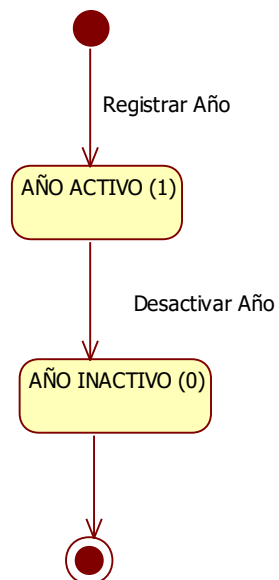 Registrar Año
AÑO ACTIVO (1)
Desactivar Año
AÑO INACTIVO (0)